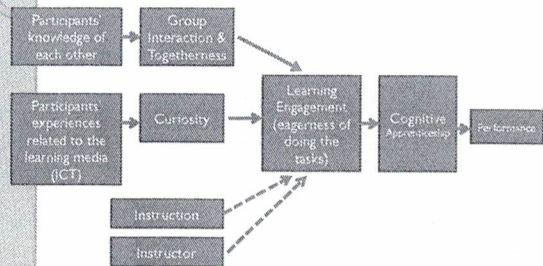 Participants'
knowledge of
each other
Group
Interaction &
Togetherness
Participants'
experiences
related to the
learning media
(ICT)
Curiosity
Learning
Engagement
(eagerness of
doing the
tasks)
Cognitive
Apprenticeship
Performance
Instruction
Instructor